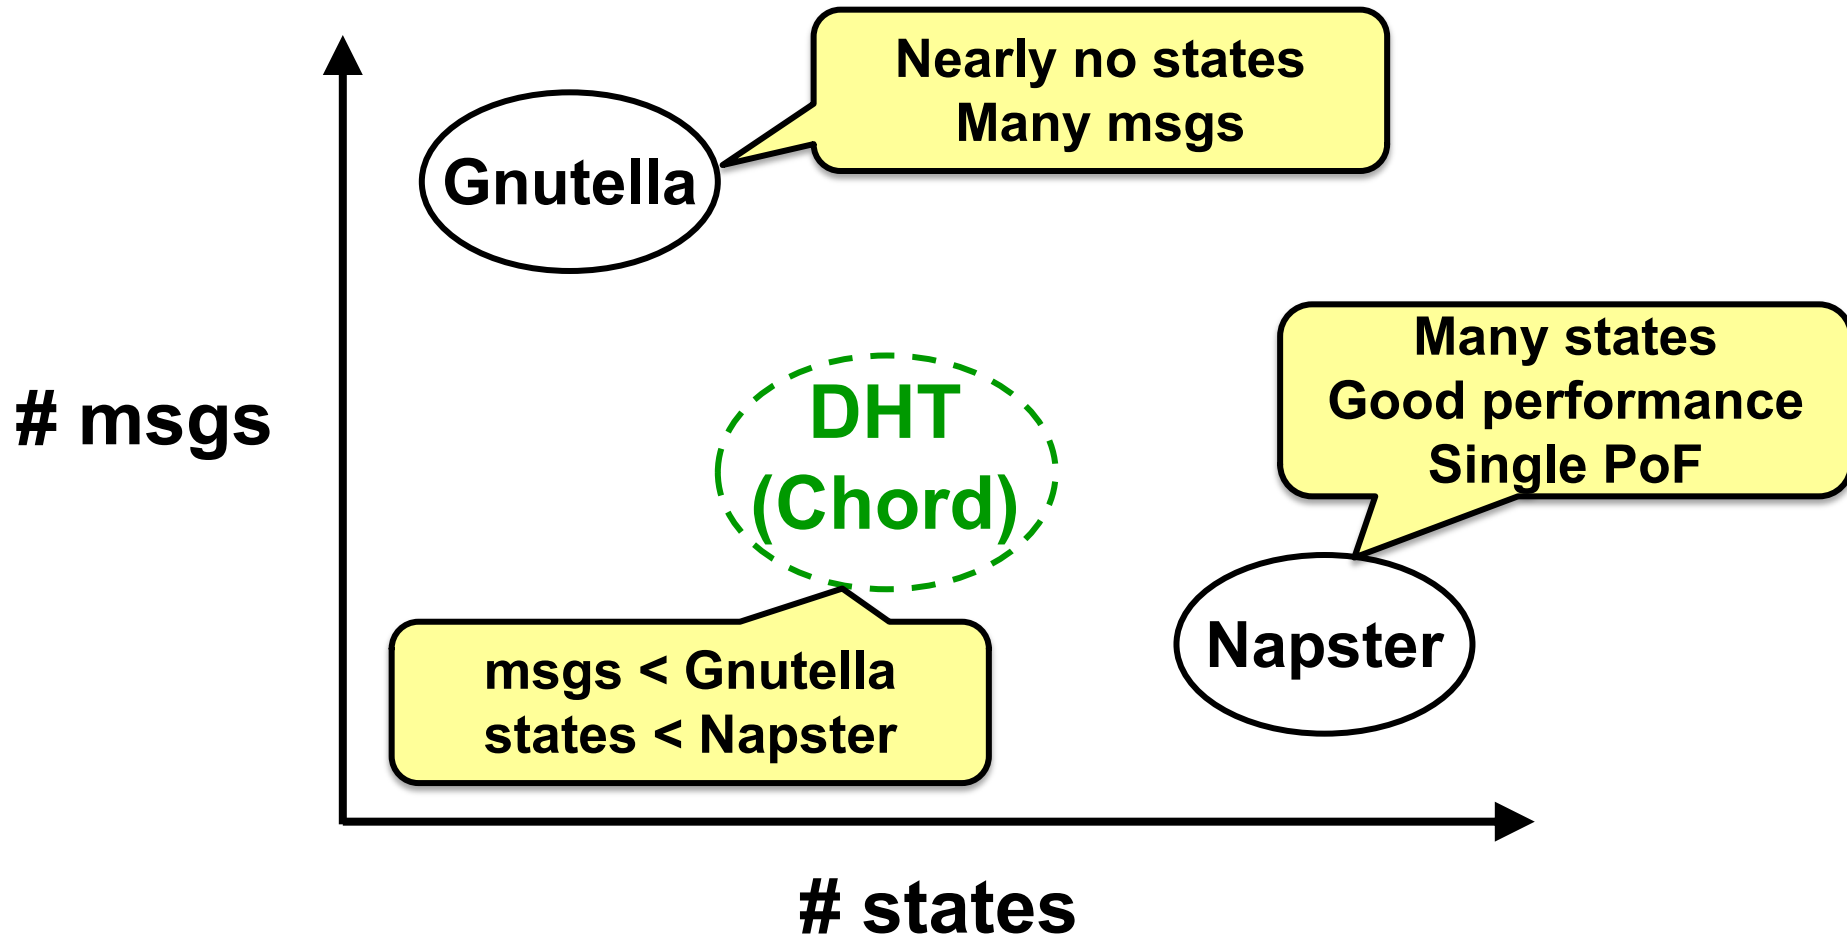 Nearly no states
Many msgs
Gnutella
Many states
Good performance
Single PoF
# msgs
DHT
(Chord)
Napster
msgs < Gnutella
states < Napster
# states